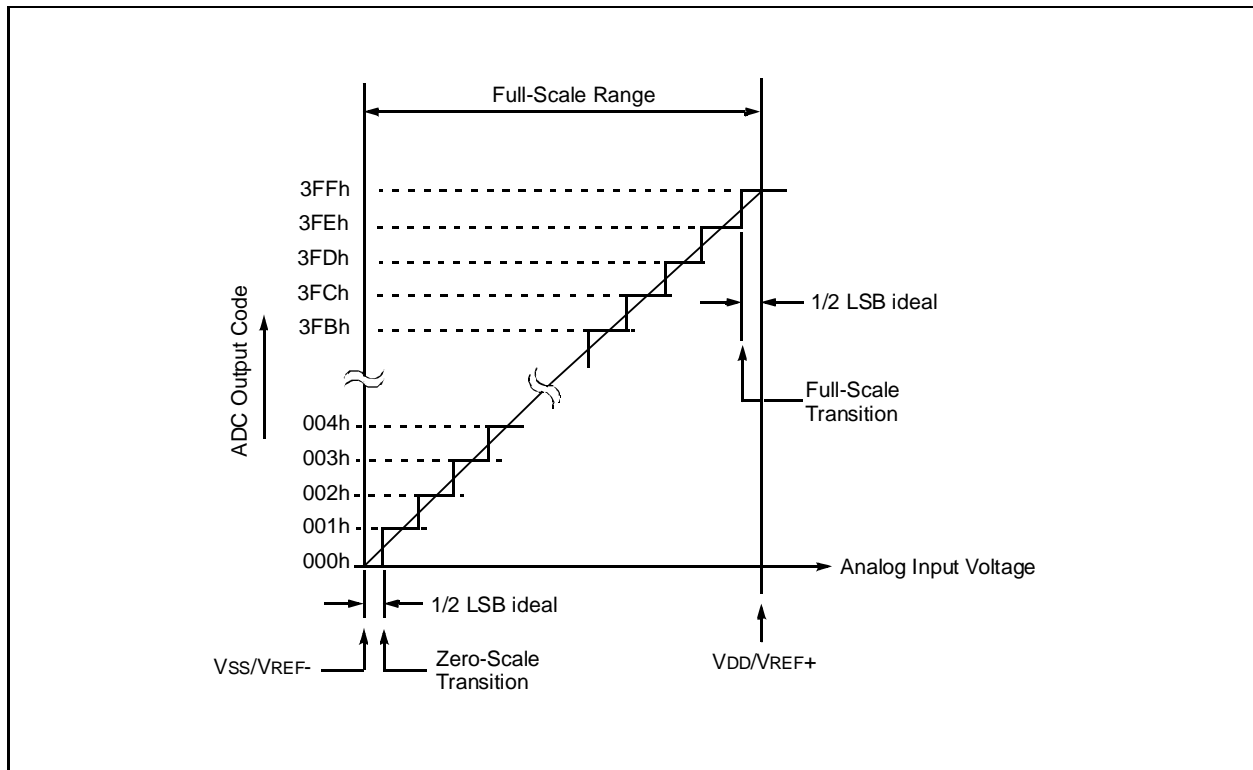 Full-Scale Range
3FFh
3FEh
3FDh
3FCh
3FBh
1/2 LSB ideal
ADC Output Code
Full-Scale
Transition
004h
003h
002h
001h
000h
Analog Input Voltage
1/2 LSB ideal
VSS/VREF-
Zero-Scale
Transition
VDD/VREF+